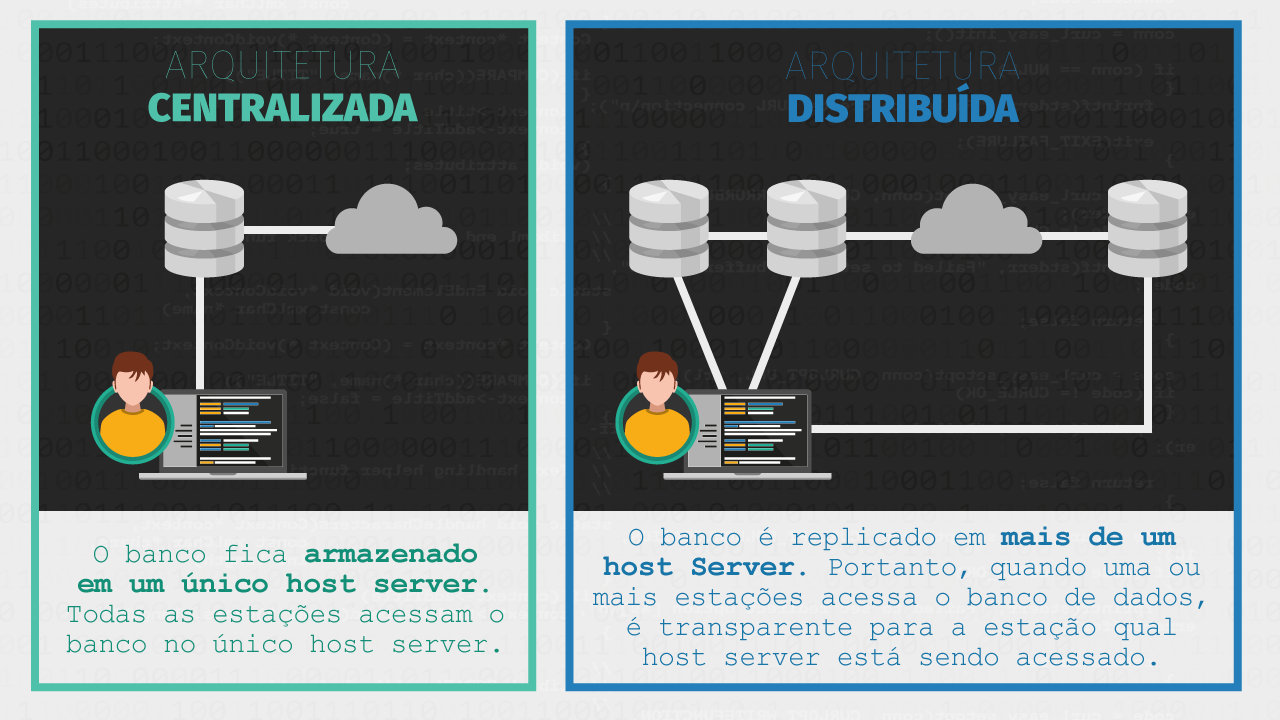 ARQUITETURA
CENTRALIZADA
O banco fica armazenado
em um único host server.
Todas as estações acessam o
banco no único host server.
ARQUITETURA
DISTRIBUÍDA
O banco é replicado em mais de um
host Server. Portanto, quando uma ou
mais estações acessa o banco de dados,
é transparente para a estação qual
host server está sendo acessado.